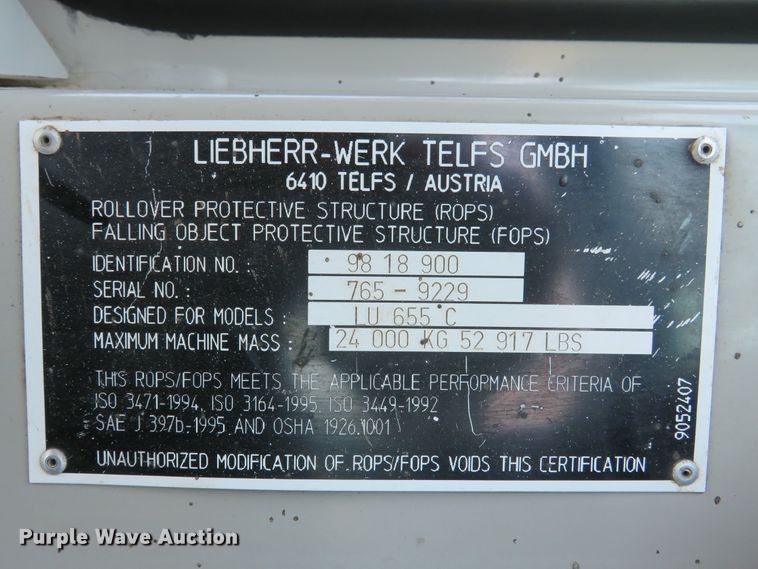 LIEBHERR-WERK TELFS GMBH
6410 TELFS / AUSTRIA
ROLLOVER PROTECTIVE STRUCTURE (ROPS)
FALLING OBJECT PROTECTIVE STRUCTURE (FOPS)
IDENTIFICATION NO. : 98 18 900
SERIAL NO. : 765 - 9229
DESIGNED FOR MODELS : LU 655 C
MAXIMUM MACHINE MASS : 24 000 KG 52 917 LBS
THIS ROPS/FOPS MEETS THE APPLICABLE PERFORMANCE CRITERIA OF
ISO 3471-1994, ISO 3164-1995, ISO 3449-1992
SAE J 397b-1995 AND OSHA 1926.1001
UNAUTHORIZED MODIFICATION OF ROPS/FOPS VOIDS THIS CERTIFICATION
9052407
Purple Wave Auction